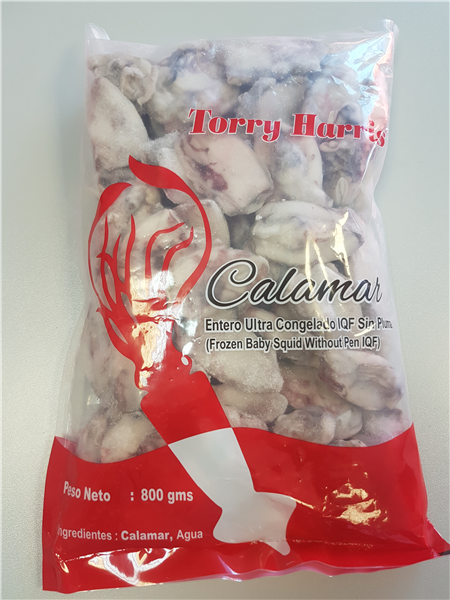 Torry Harris
Calamar
Entero Ultra Congelado IQF Sin Pluma
(Frozen Baby Squid Without Pen IQF)
Peso Neto : 800 gms
Ingredientes : Calamar, Agua